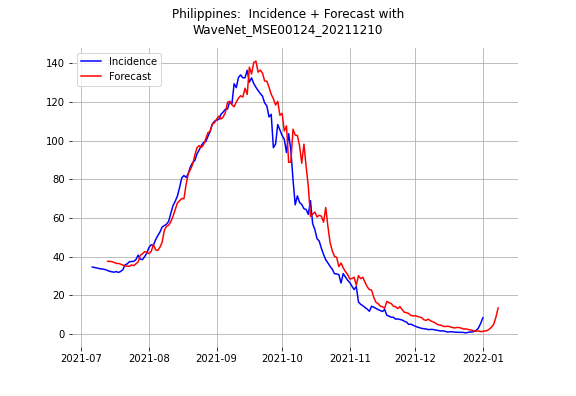 Philippines:  Incidence + Forecast with
WaveNet_MSE00124_20211210
Incidence
Forecast
140
120
100
80
60
40
20
0
2021-07 2021-08 2021-09 2021-10 2021-11 2021-12 2022-01